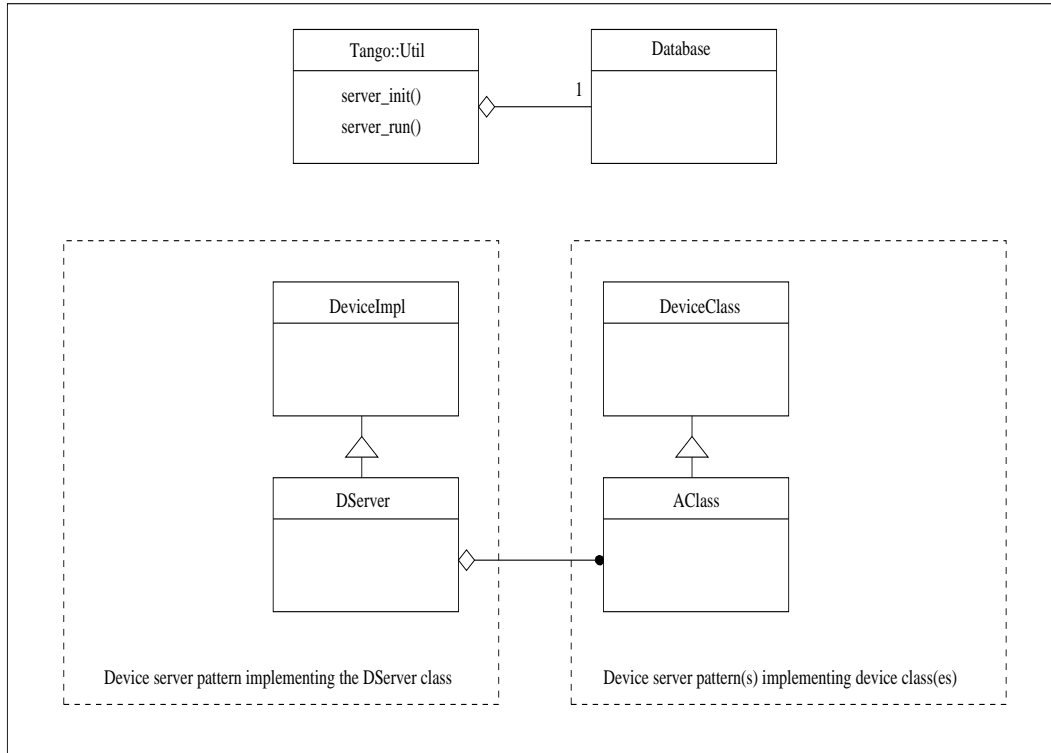 Tango::Util
Database
server_init()
server_run()
1
DeviceImpl
DeviceClass
DServer
AClass
Device server pattern implementing the DServer class
Device server pattern(s) implementing device class(es)